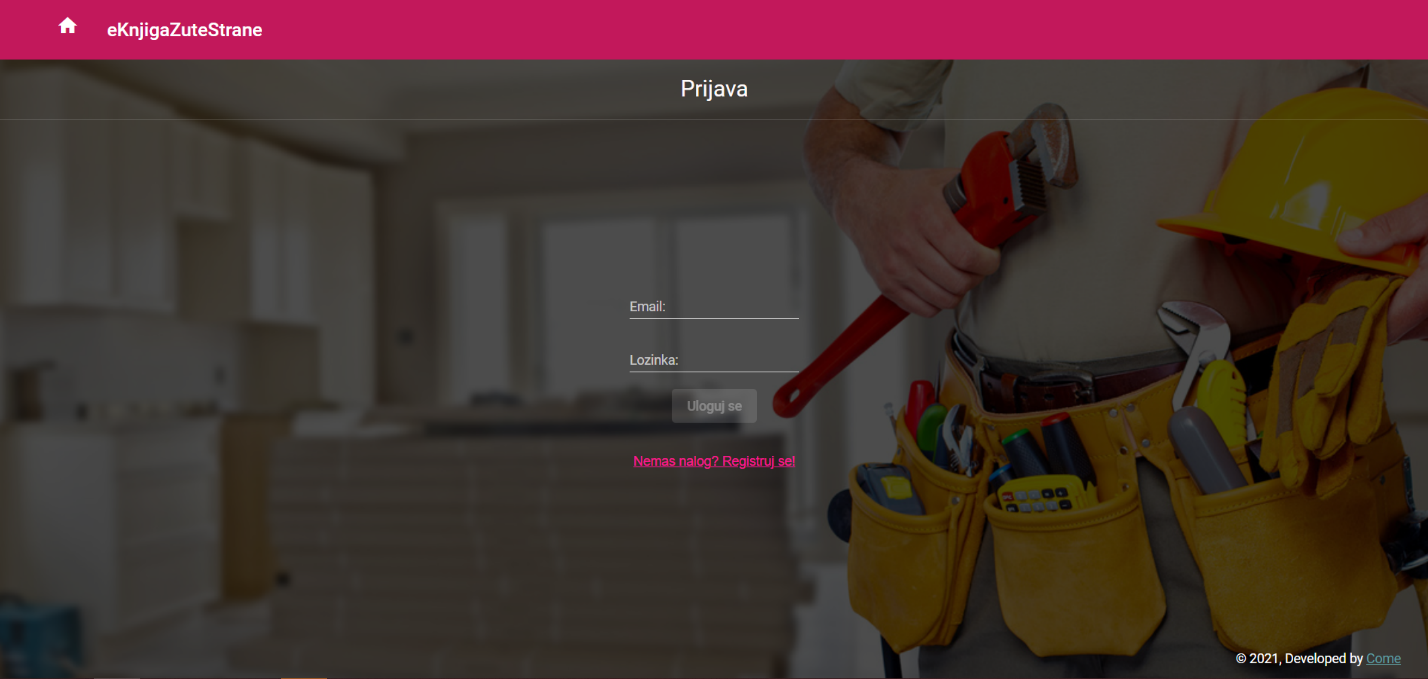 eKnjigaZuteStrane
Prijava
Email:
Lozinka:
Uloguj se
Nemas nalog? Registruj se!
© 2021, Developed by Come